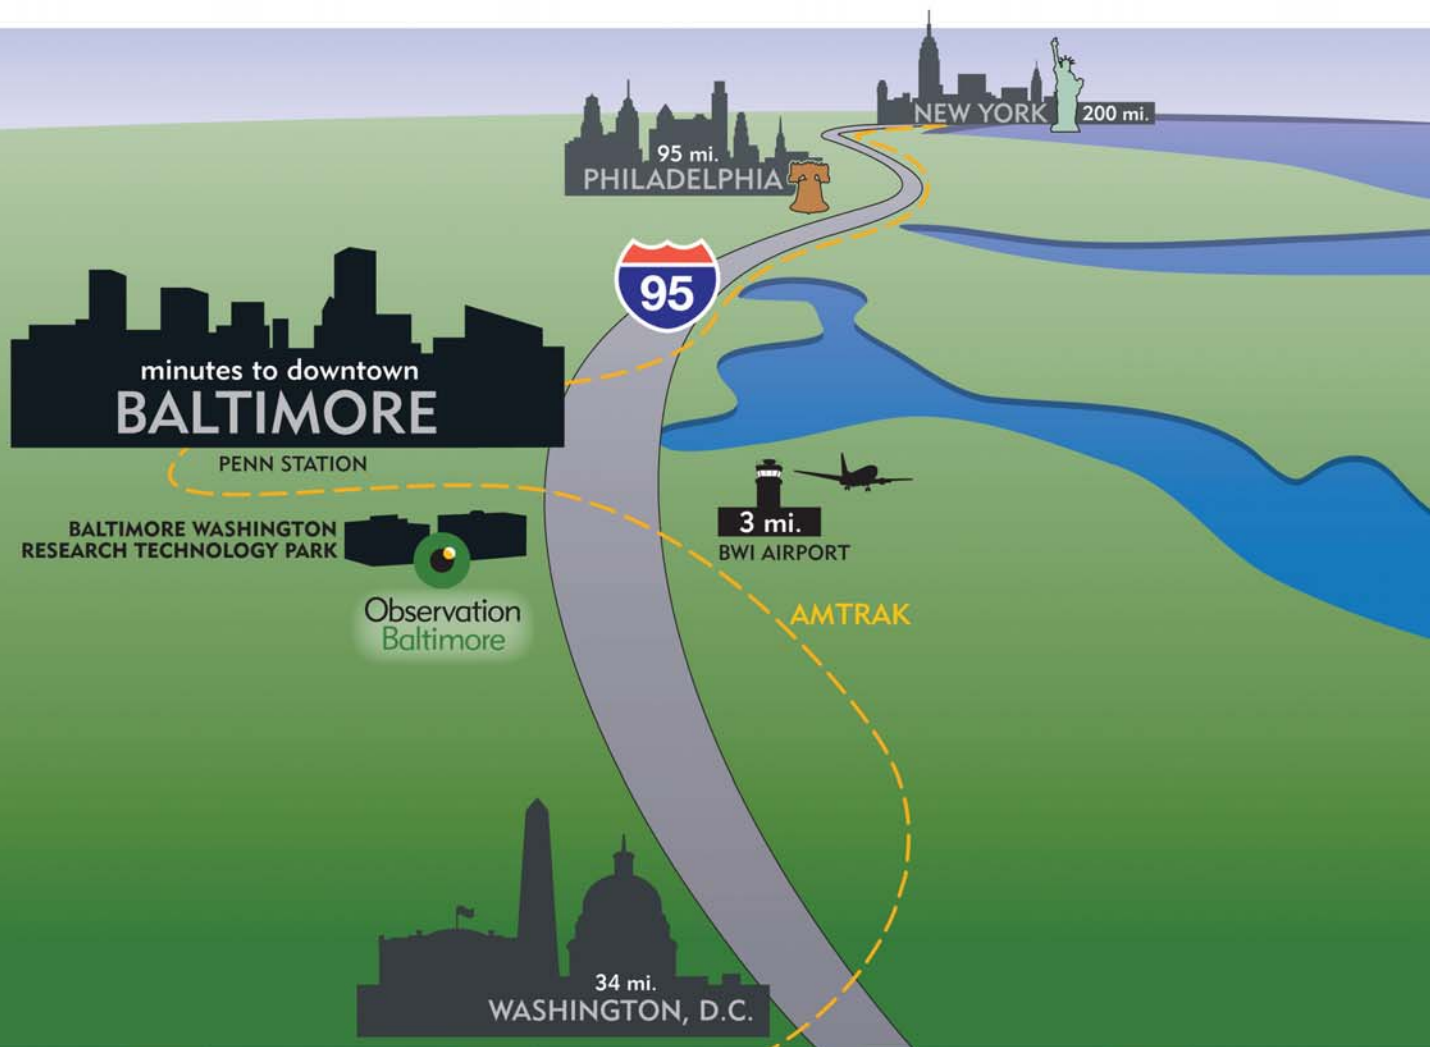 NEW YORK
200 mi.
95 mi.
PHILADELPHIA
95
minutes to downtown
BALTIMORE
PENN STATION
3 mi.
BWI AIRPORT
BALTIMORE WASHINGTON
RESEARCH TECHNOLOGY PARK
Observation
Baltimore
AMTRAK
34 mi.
WASHINGTON, D.C.